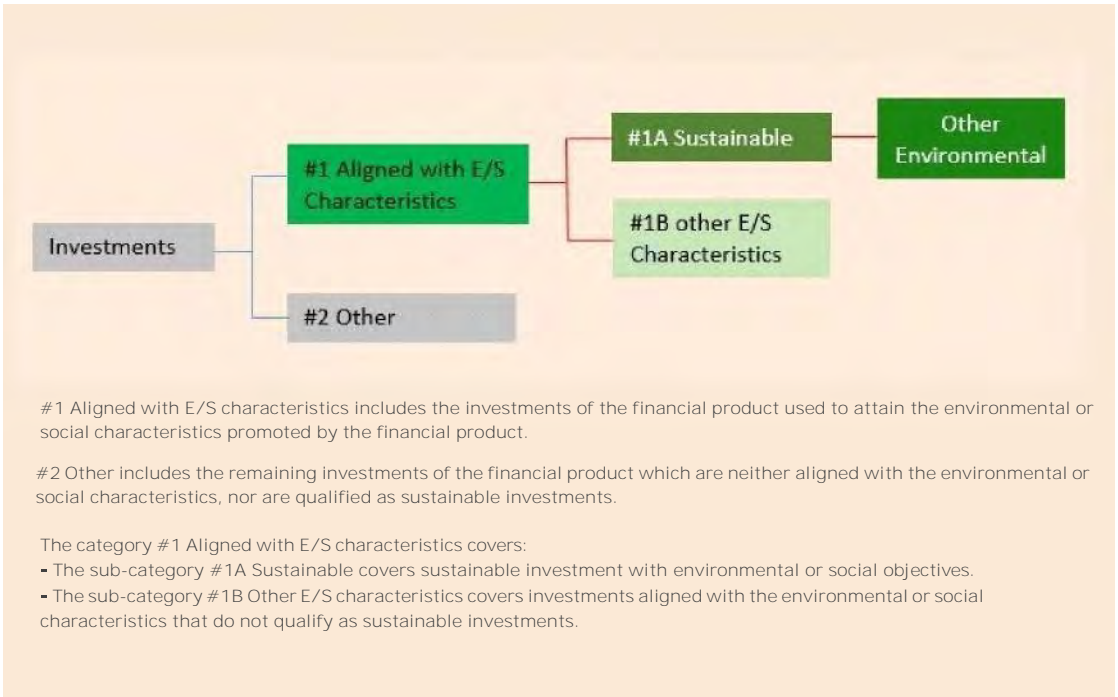 Investments
#1 Aligned with E/S
Characteristics
#2 Other
#1A Sustainable
#1B other E/S
Characteristics
Other
Environmental
#1 Aligned with E/S characteristics includes the investments of the financial product used to attain the environmental or
social characteristics promoted by the financial product.
#2 Other includes the remaining investments of the financial product which are neither aligned with the environmental or
social characteristics, nor are qualified as sustainable investments.
The category #1 Aligned with E/S characteristics covers:
- The sub-category #1A Sustainable covers sustainable investment with environmental or social objectives.
- The sub-category #1B Other E/S characteristics covers investments aligned with the environmental or social
characteristics that do not qualify as sustainable investments.